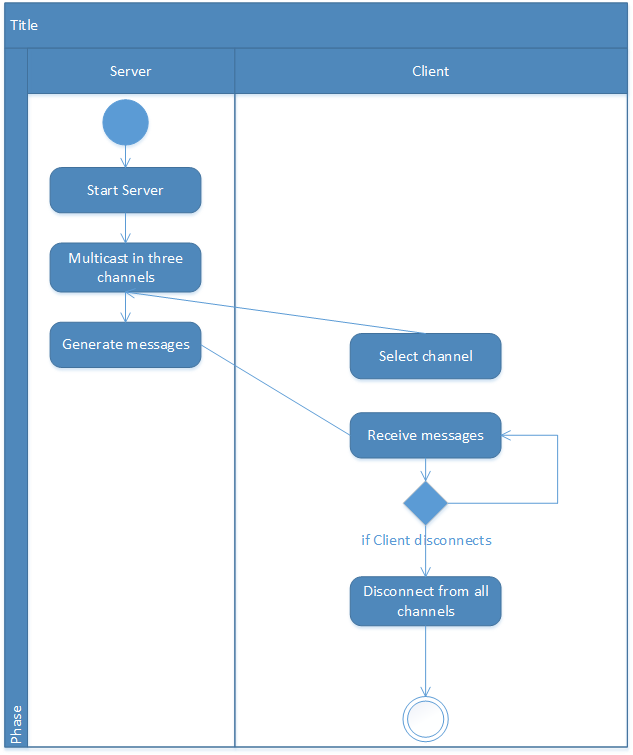 Title
Server
Client
Start Server
Multicast in three
channels
Generate messages
Select channel
Receive messages
if Client disconnects
Disconnect from all
channels
Phase